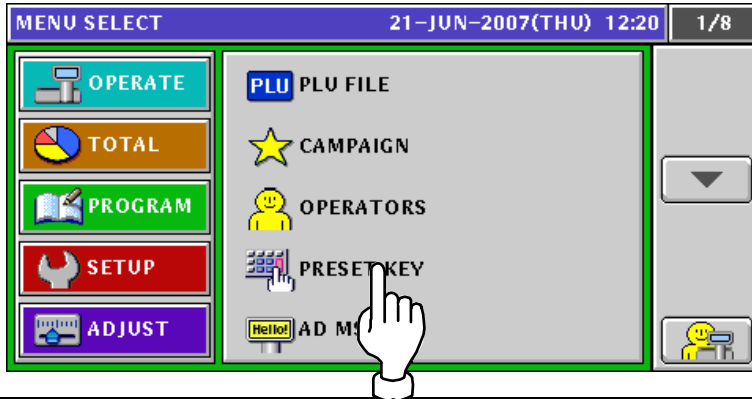 MENU SELECT 21-JUN-2007(THU) 12:20 1/8
OPERATE
TOTAL
PROGRAM
SETUP
ADJUST
PLU PLU FILE
CAMPAIGN
OPERATORS
PRESET KEY
Hello! AD